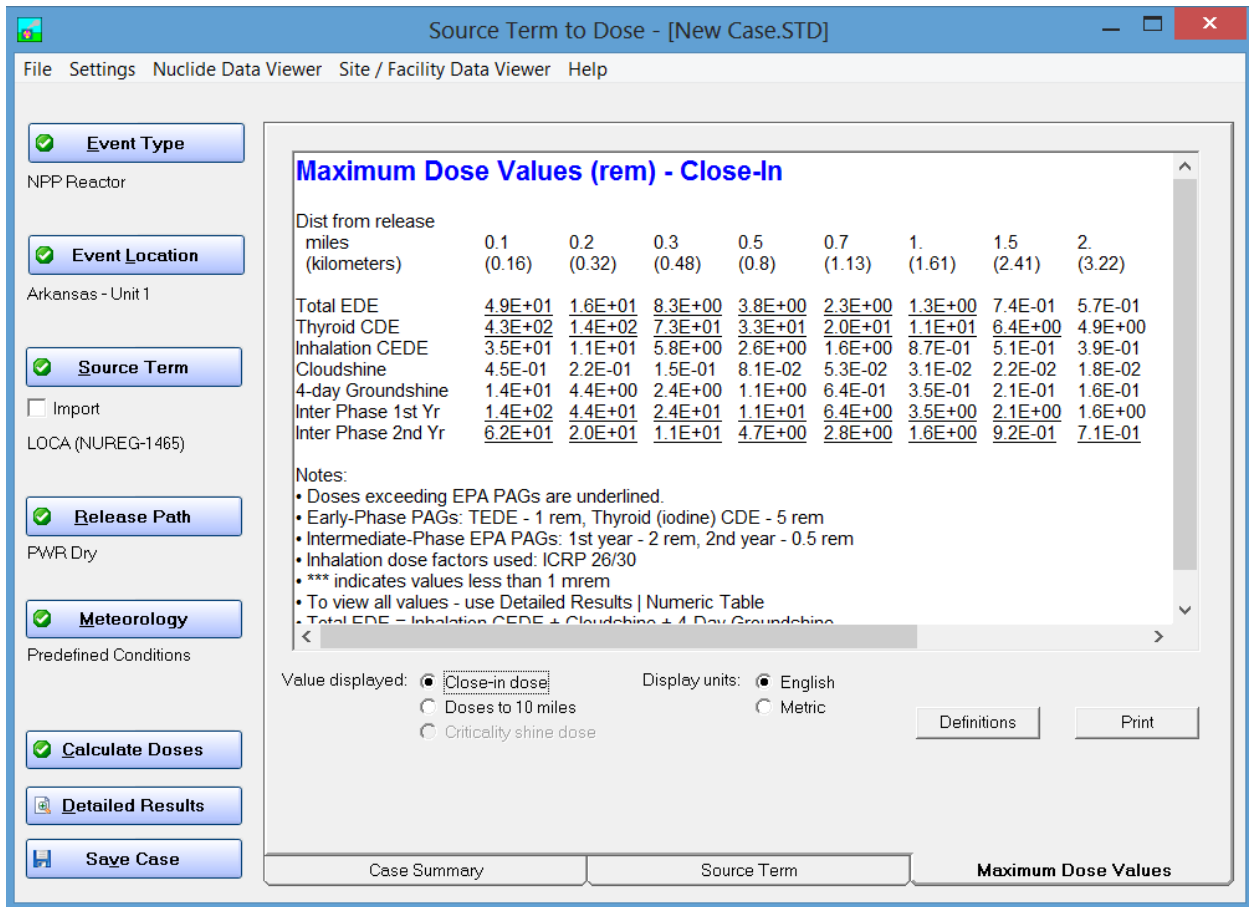 Source Term to Dose - [New Case.STD]
File Settings Nuclide Data Viewer Site / Facility Data Viewer Help
Event Type
NPP Reactor
Event Location
Arkansas - Unit 1
Source Term
Import
LOCA (NUREG-1465)
Release Path
PWR Dry
Meteorology
Predefined Conditions
Calculate Doses
Detailed Results
Save Case
Maximum Dose Values (rem) - Close-In
Dist from release
miles 0.1 0.2 0.3 0.5 0.7 1. 1.5 2.
(kilometers) (0.16) (0.32) (0.48) (0.8) (1.13) (1.61) (2.41) (3.22)
Total EDE 4.9E+01 1.6E+01 8.3E+00 3.8E+00 2.3E+00 1.3E+00 7.4E-01 5.7E-01
Thyroid CDE 4.3E+02 1.4E+02 7.3E+01 3.3E+01 2.0E+01 1.1E+01 6.4E+00 4.9E+00
Inhalation CEDE 3.5E+01 1.1E+01 5.8E+00 2.6E+00 1.6E+00 8.7E-01 5.1E-01 3.9E-01
Cloudshine 4.5E-01 2.2E-01 1.5E-01 8.1E-02 5.3E-02 3.1E-02 2.2E-02 1.8E-02
4-day Groundshine 1.4E+01 4.4E+00 2.4E+00 1.1E+00 6.4E-01 3.5E-01 2.1E-01 1.6E-01
Inter Phase 1st Yr 1.4E+02 4.4E+01 2.4E+01 1.1E+01 6.4E+00 3.5E+00 2.1E+00 1.6E+00
Inter Phase 2nd Yr 6.2E+01 2.0E+01 1.1E+01 4.7E+00 2.8E+00 1.6E+00 9.2E-01 7.1E-01
Notes:
• Doses exceeding EPA PAGs are underlined.
• Early-Phase PAGs: TEDE - 1 rem, Thyroid (iodine) CDE - 5 rem
• Intermediate-Phase EPA PAGs: 1st year - 2 rem, 2nd year - 0.5 rem
• Inhalation dose factors used: ICRP 26/30
• *** indicates values less than 1 mrem
• To view all values - use Detailed Results | Numeric Table
• Total EDE = Inhalation CEDE + Cloudshine + 4-Day Groundshine
Value displayed: Close-in dose
Doses to 10 miles
Criticality shine dose
Display units: English
Metric
Definitions
Print
Case Summary
Source Term
Maximum Dose Values